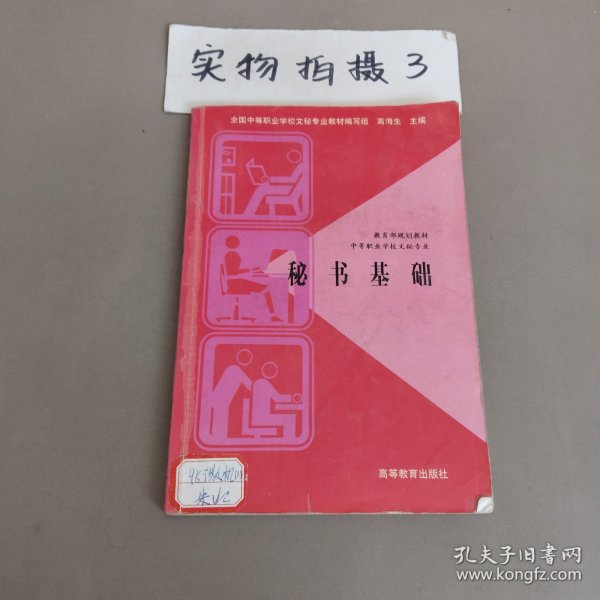 实物拍摄3
全国中等职业学校文秘专业教材编写组 高海生 主编
教育部规划教材
中等职业学校文秘专业
秘书基础
高等教育出版社
孔夫子旧书网
www.kongfz.com